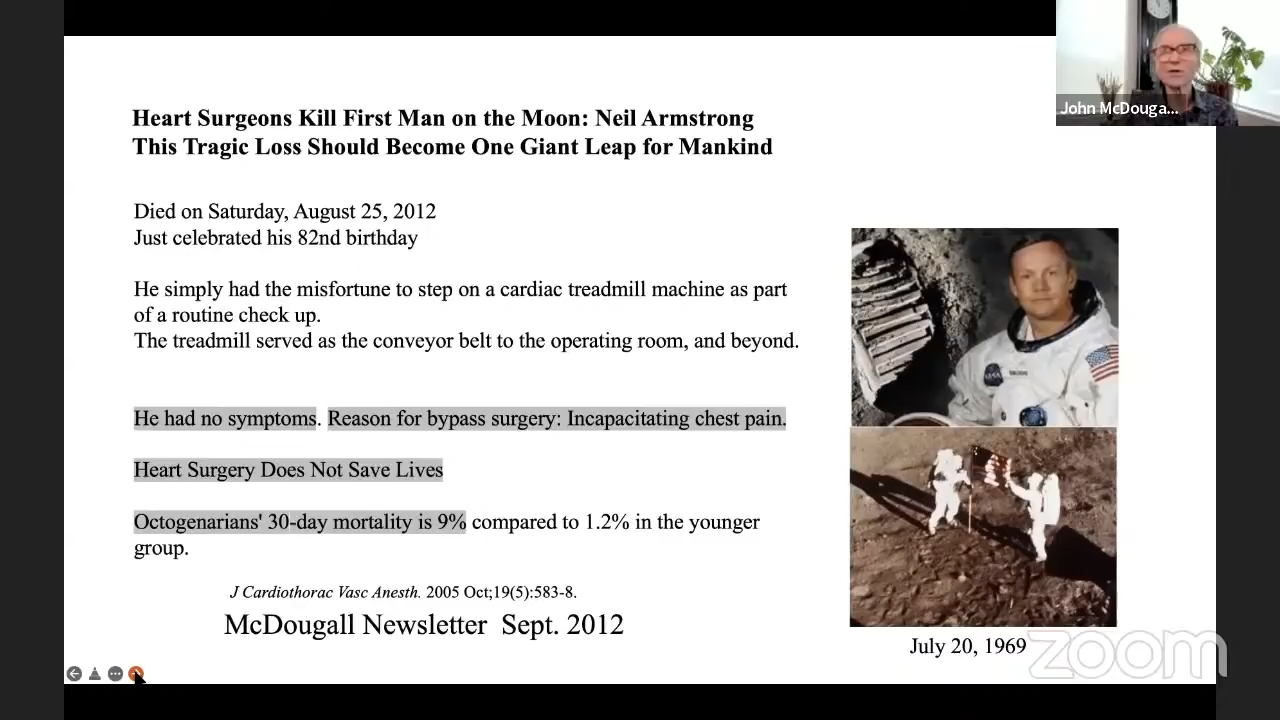 John McDouga...
Heart Surgeons Kill First Man on the Moon: Neil Armstrong
This Tragic Loss Should Become One Giant Leap for Mankind
Died on Saturday, August 25, 2012
Just celebrated his 82nd birthday
He simply had the misfortune to step on a cardiac treadmill machine as part
of a routine check up.
The treadmill served as the conveyor belt to the operating room, and beyond.
He had no symptoms. Reason for bypass surgery: Incapacitating chest pain.
Heart Surgery Does Not Save Lives
Octogenarians' 30-day mortality is 9% compared to 1.2% in the younger
group.
J Cardiothorac Vasc Anesth. 2005 Oct;19(5):583-8.
McDougall Newsletter Sept. 2012
NASA
July 20, 1969
zoom